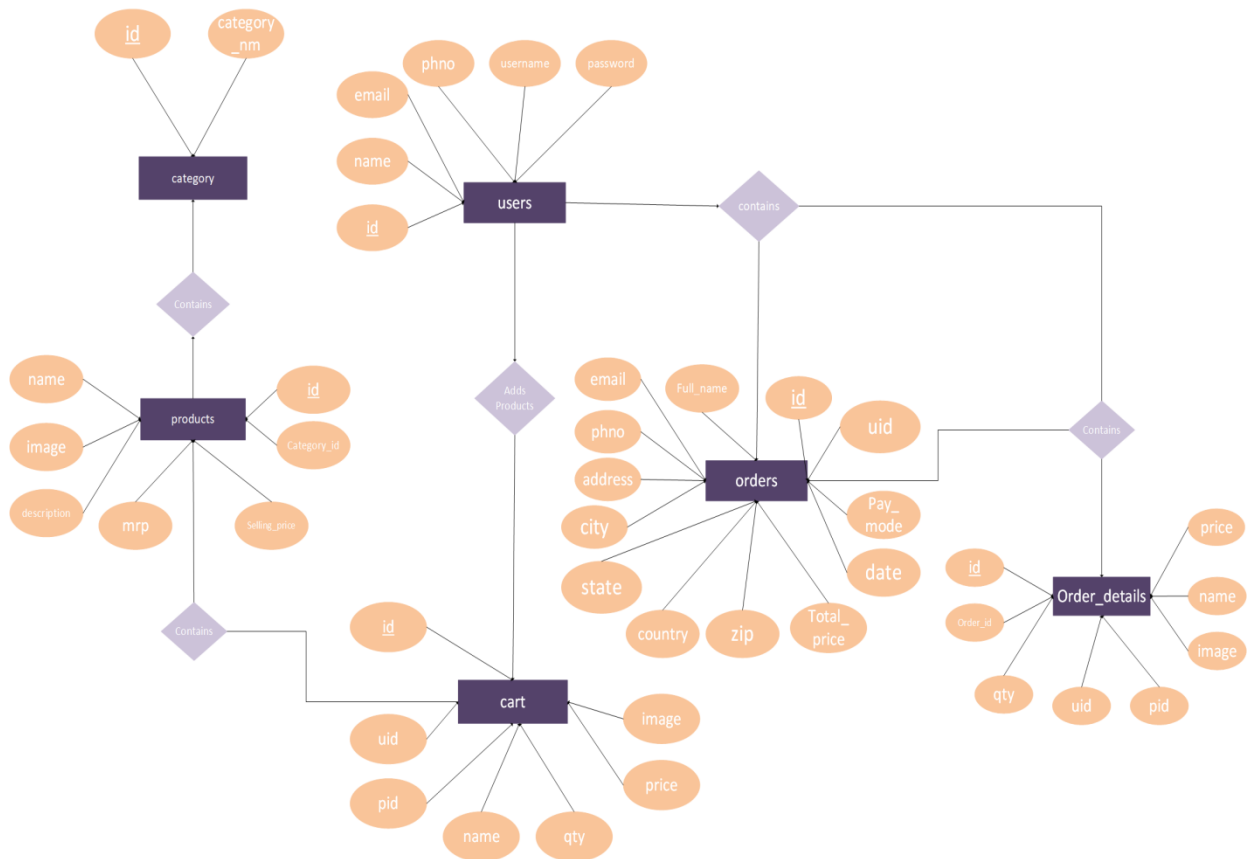 id
category
_nm
phno
username
password
email
name
id
category
users
contains
Contains
name
image
description
products
id
Category_id
mrp
Selling_price
Adds
Products
email
phno
address
city
state
Full_name
id
uid
orders
Pay_
mode
date
country
zip
Total_
price
Contains
id
Order_id
qty
Order_details
price
name
image
uid
pid
Contains
id
cart
uid
pid
name
qty
image
price